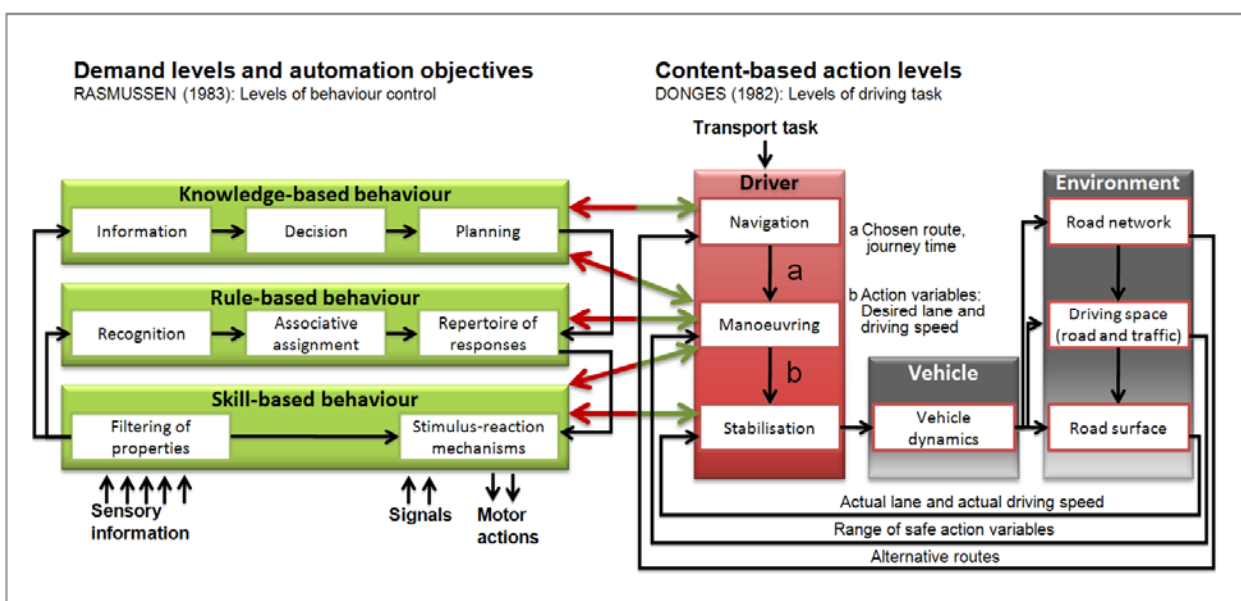 Demand levels and automation objectives
RASMUSSEN (1983): Levels of behaviour control
Content-based action levels
DONGES (1982): Levels of driving task
Transport task
Knowledge-based behaviour
Information
Decision
Planning
Rule-based behaviour
Recognition
Associative
assignment
Repertoire of
responses
Skill-based behaviour
Filtering of
properties
Stimulus-reaction
mechanisms
Sensory
information
Signals
Motor
actions
Driver
Navigation
a
Manoeuvring
b
Stabilisation
a Chosen route,
journey time
b Action variables:
Desired lane and
driving speed
Vehicle
Vehicle
dynamics
Environment
Road network
Driving space
(road and traffic)
Road surface
Actual lane and actual driving speed
Range of safe action variables
Alternative routes